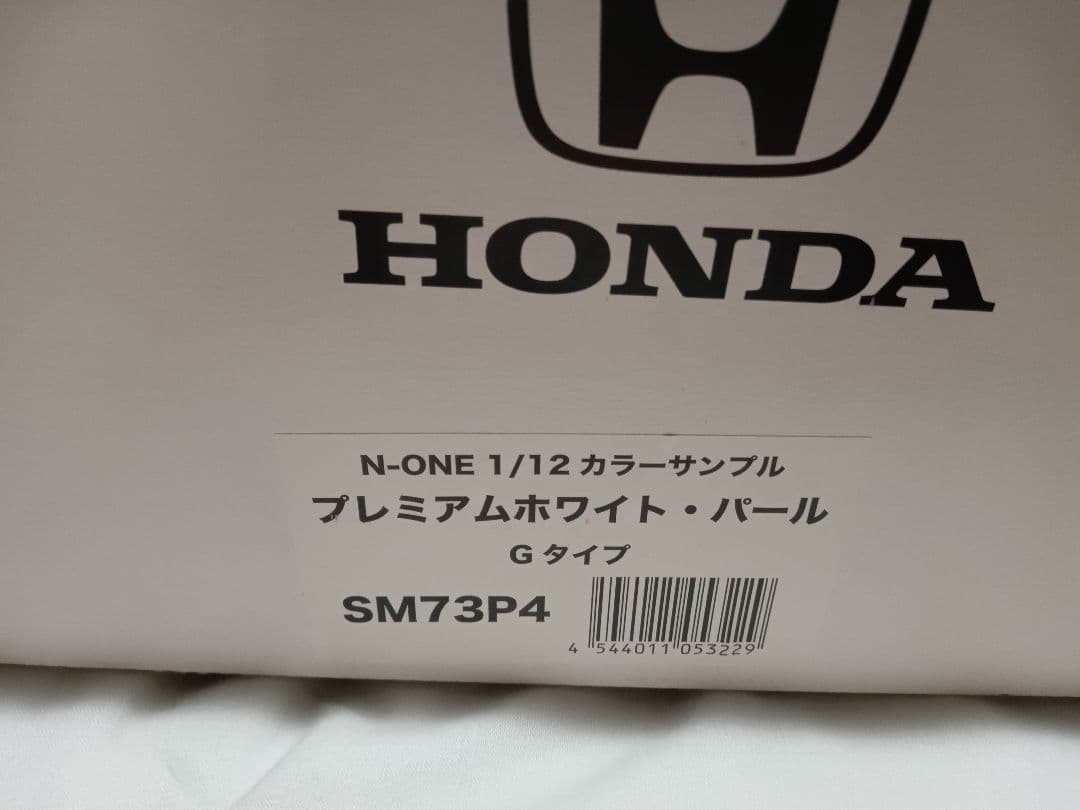 HONDA
N-ONE 1/12 カラーサンプル
プレミアムホワイト・パール
G タイプ
SM73P4
4 544011 053229